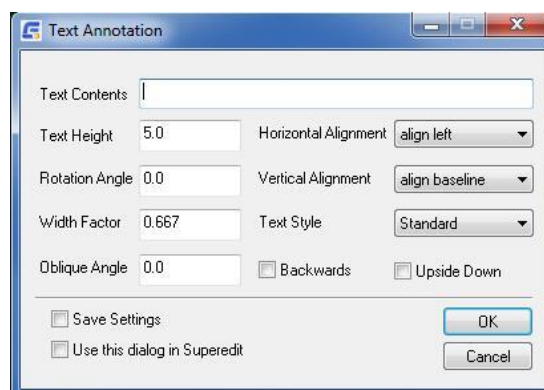 Text Annotation
Text Contents
Text Height 5.0 Horizontal Alignment align left
Rotation Angle 0.0 Vertical Alignment align baseline
Width Factor 0.667 Text Style Standard
Oblique Angle 0.0 Backwards Upside Down
Save Settings OK
Use this dialog in Superedit Cancel